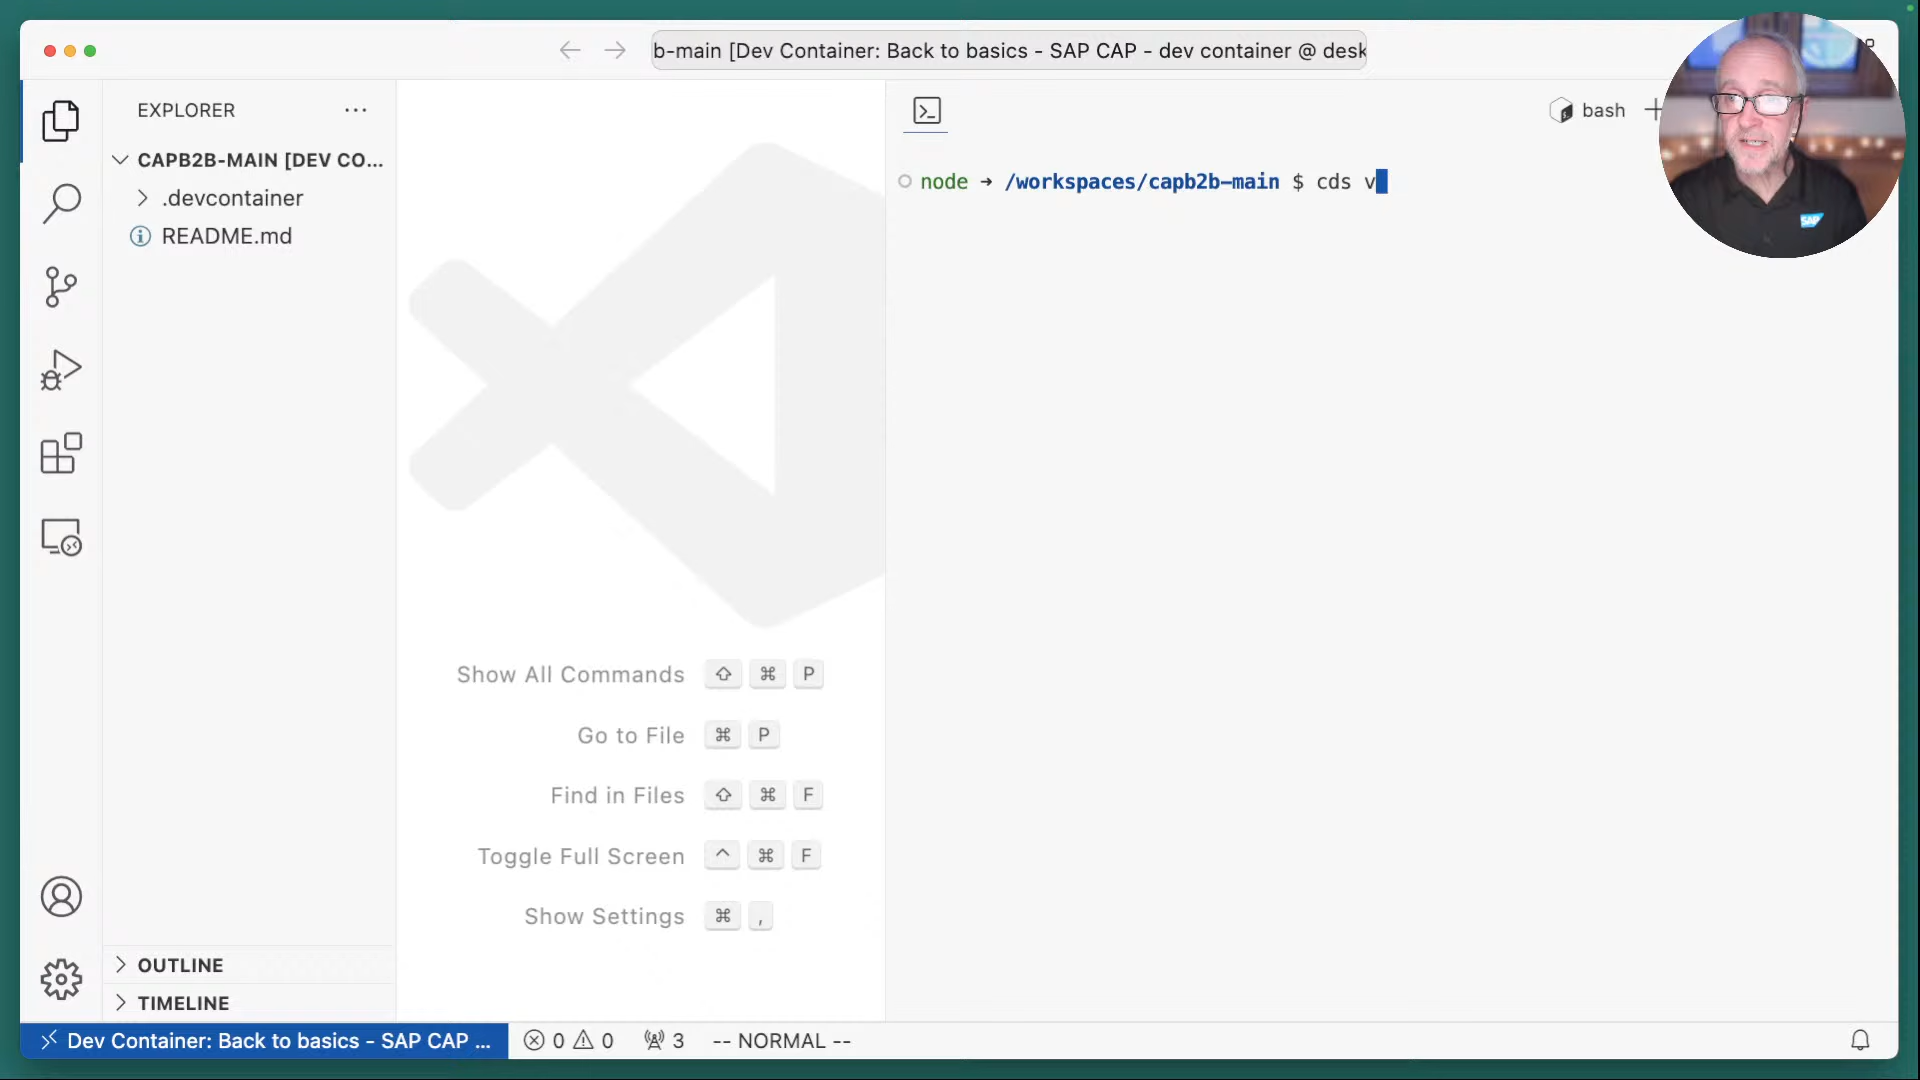 b-main [Dev Container: Back to basics - SAP CAP - dev container @ desk
EXPLORER
CAPB2B-MAIN [DEV CO...
.devcontainer
README.md
bash
node → /workspaces/capb2b-main $ cds v
SAP
Show All Commands ⇧ ⌘ P
Go to File ⌘ P
Find in Files ⇧ ⌘ F
Toggle Full Screen ^ ⌘ F
Show Settings ⌘ ,
OUTLINE
TIMELINE
Dev Container: Back to basics - SAP CAP ... 0 0 3 -- NORMAL --